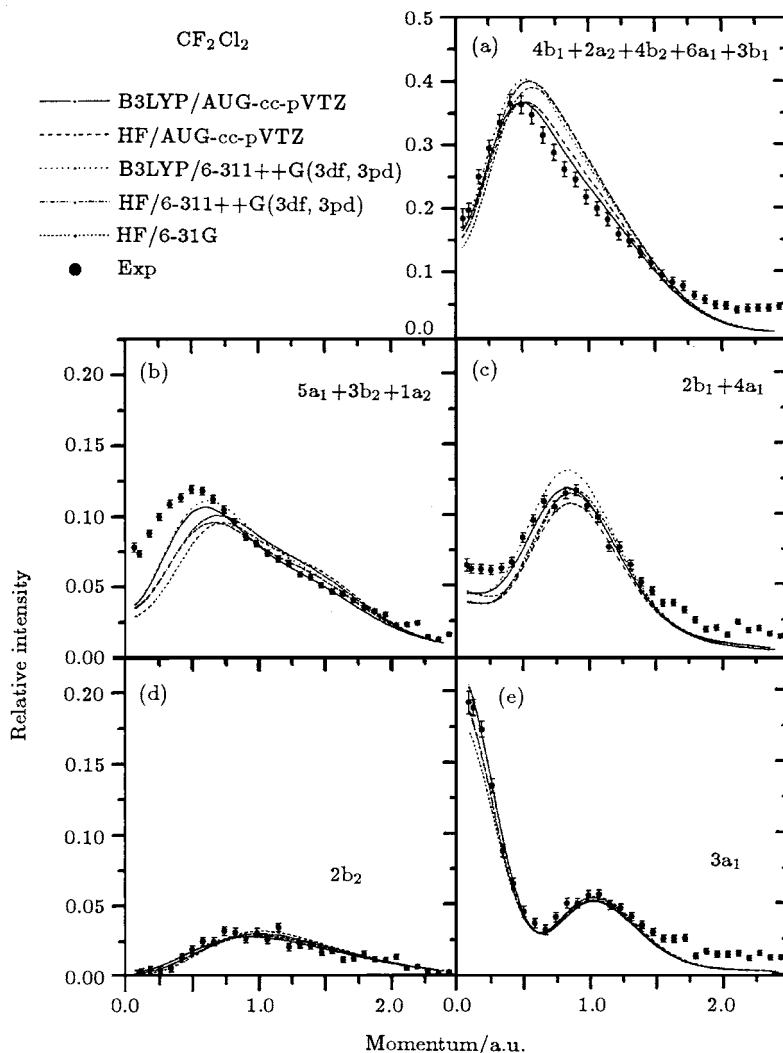 CF₂Cl₂
B3LYP/AUG-cc-pVTZ
HF/AUG-cc-pVTZ
B3LYP/6-311++G(3df, 3pd)
HF/6-311++G(3df, 3pd)
HF/6-31G
Exp
(a)
4b₁+2a₂+4b₂+6a₁+3b₁
0.5
0.4
0.3
0.2
0.1
0.0
(b)
5a₁+3b₂+1a₂
0.20
0.15
0.10
0.05
0.00
(c)
2b₁+4a₁
(d)
2b₂
0.20
0.15
0.10
0.05
0.00
(e)
3a₁
0.0 1.0 2.0 0.0 1.0 2.0
Relative intensity
Momentum/a.u.